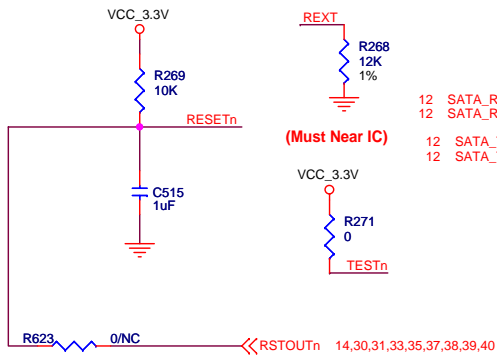 VCC_3.3V
R269
10K
RESETn
C515
1uF
R623
0/NC
RSTOUTn 14,30,31,33,35,37,38,39,40
REXT
R268
12K
1%
(Must Near IC)
VCC_3.3V
R271
0
TESTn
12 SATA_R
12 SATA_R
12 SATA_
12 SATA_